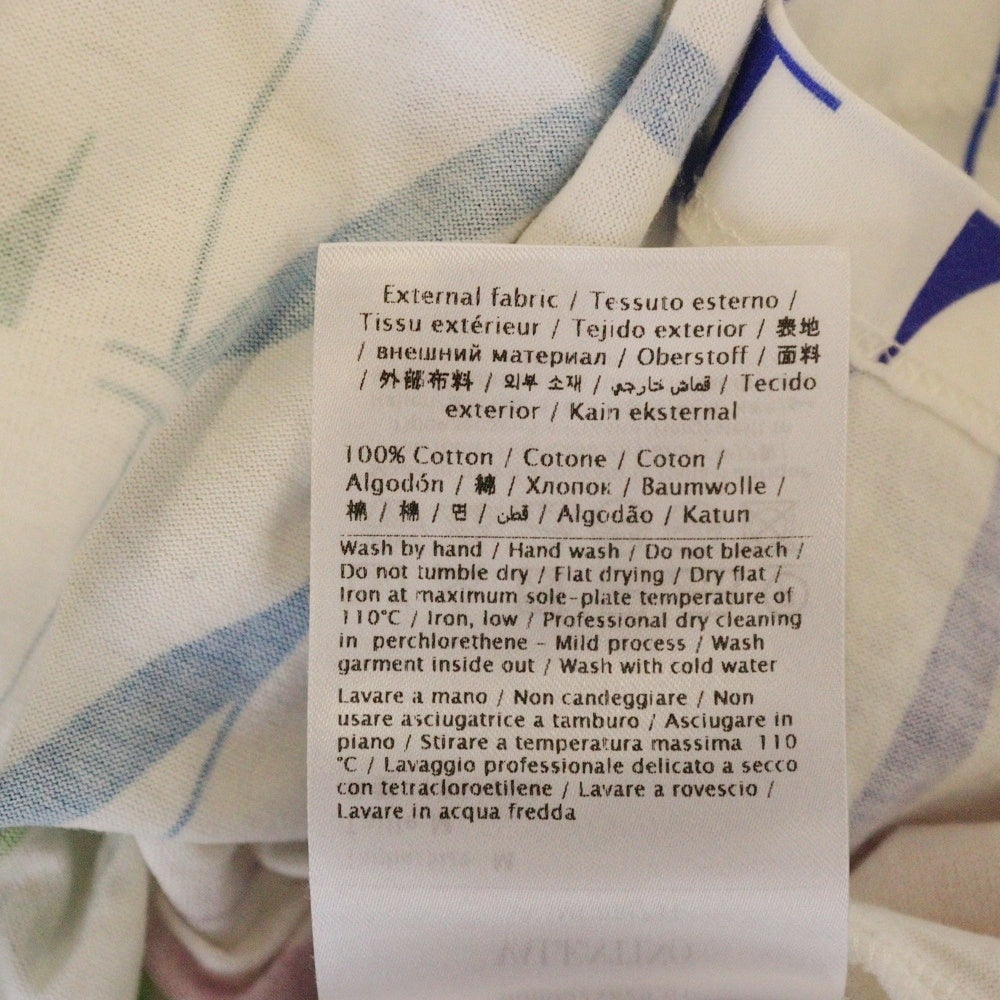 External fabric / Tessuto esterno /
Tissu extérieur / Tejido exterior / 表地
/ внешний материал / Oberstoff / 面料
/ 外部布料 / 외부 소재 / قماش خارجي / Tecido
exterior / Kain eksternal
100% Cotton / Cotone / Coton /
Algodón / 綿 / Хлопок / Baumwolle /
棉 / 棉 / 면 / قطن / Algodão / Katun
Wash by hand / Hand wash / Do not bleach /
Do not tumble dry / Flat drying / Dry flat /
Iron at maximum sole-plate temperature of
110°C / Iron, low / Professional dry cleaning
in perchlorethene - Mild process / Wash
garment inside out / Wash with cold water
Lavare a mano / Non candeggiare / Non
usare asciugatrice a tamburo / Asciugare in
piano / Stirare a temperatura massima 110
°C / Lavaggio professionale delicato a secco
con tetracloroetilene / Lavare a rovescio /
Lavare in acqua fredda